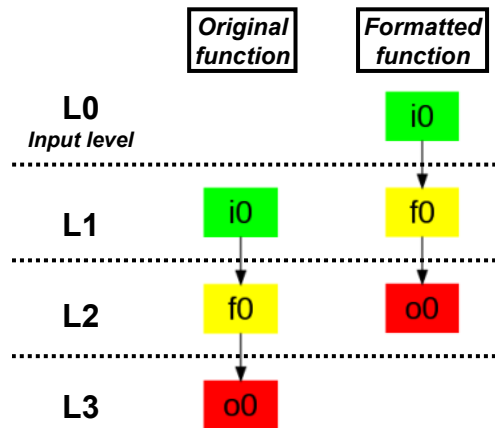 Original
function
Formatted
function
L0
Input level
i0
L1
i0
f0
L2
f0
o0
L3
o0